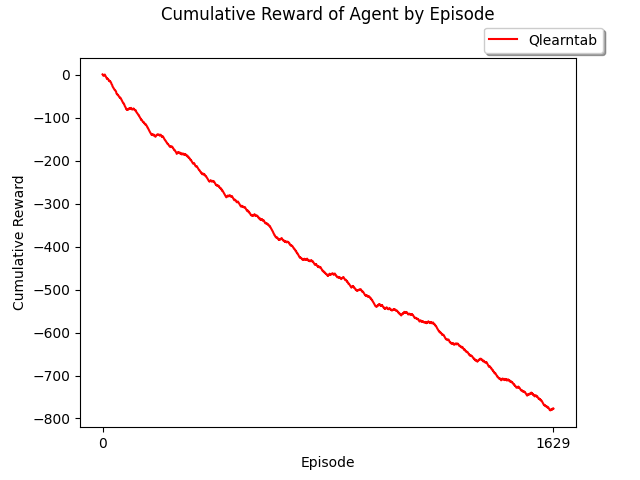 Cumulative Reward of Agent by Episode
Qlearntab
0
−100
−200
−300
−400
−500
−600
−700
−800
Cumulative Reward
0 1629
Episode